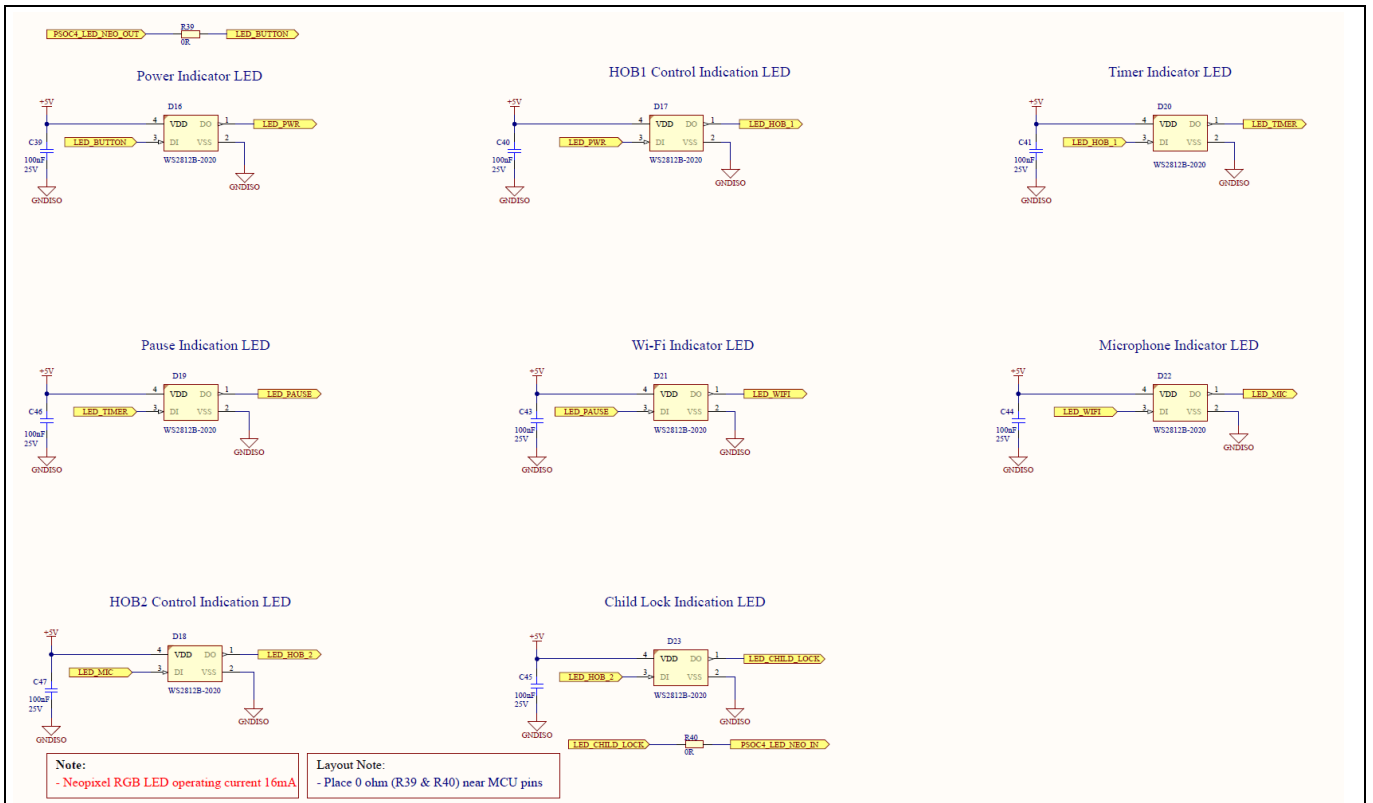 R39
PSOC4_LED_NEO_OUT LED_BUTTON
0R
Power Indicator LED
+5V
D16
4 VDD DO 1 LED_PWR
LED_BUTTON 3 DI VSS 2
C39
100nF
25V
WS2812B-2020
GNDISO
GNDISO
HOB1 Control Indication LED
+5V
D17
4 VDD DO 1 LED_HOB_1
LED_PWR 3 DI VSS 2
C40
100nF
25V
WS2812B-2020
GNDISO
GNDISO
Timer Indicator LED
+5V
D20
4 VDD DO 1 LED_TIMER
LED_HOB_1 3 DI VSS 2
C41
100nF
25V
WS2812B-2020
GNDISO
GNDISO
Pause Indication LED
+5V
D19
4 VDD DO 1 LED_PAUSE
LED_TIMER 3 DI VSS 2
C46
100nF
25V
WS2812B-2020
GNDISO
GNDISO
Wi-Fi Indicator LED
+5V
D21
4 VDD DO 1 LED_WIFI
LED_PAUSE 3 DI VSS 2
C43
100nF
25V
WS2812B-2020
GNDISO
GNDISO
Microphone Indicator LED
+5V
D22
4 VDD DO 1 LED_MIC
LED_WIFI 3 DI VSS 2
C44
100nF
25V
WS2812B-2020
GNDISO
GNDISO
HOB2 Control Indication LED
+5V
D18
4 VDD DO 1 LED_HOB_2
LED_MIC 3 DI VSS 2
C47
100nF
25V
WS2812B-2020
GNDISO
GNDISO
Child Lock Indication LED
+5V
D23
4 VDD DO 1 LED_CHILD_LOCK
LED_HOB_2 3 DI VSS 2
C45
100nF
25V
WS2812B-2020
GNDISO
GNDISO
R40
LED_CHILD_LOCK PSOC4_LED_NEO_IN
0R
Note:
- Neopixel RGB LED operating current 16mA
Layout Note:
- Place 0 ohm (R39 & R40) near MCU pins